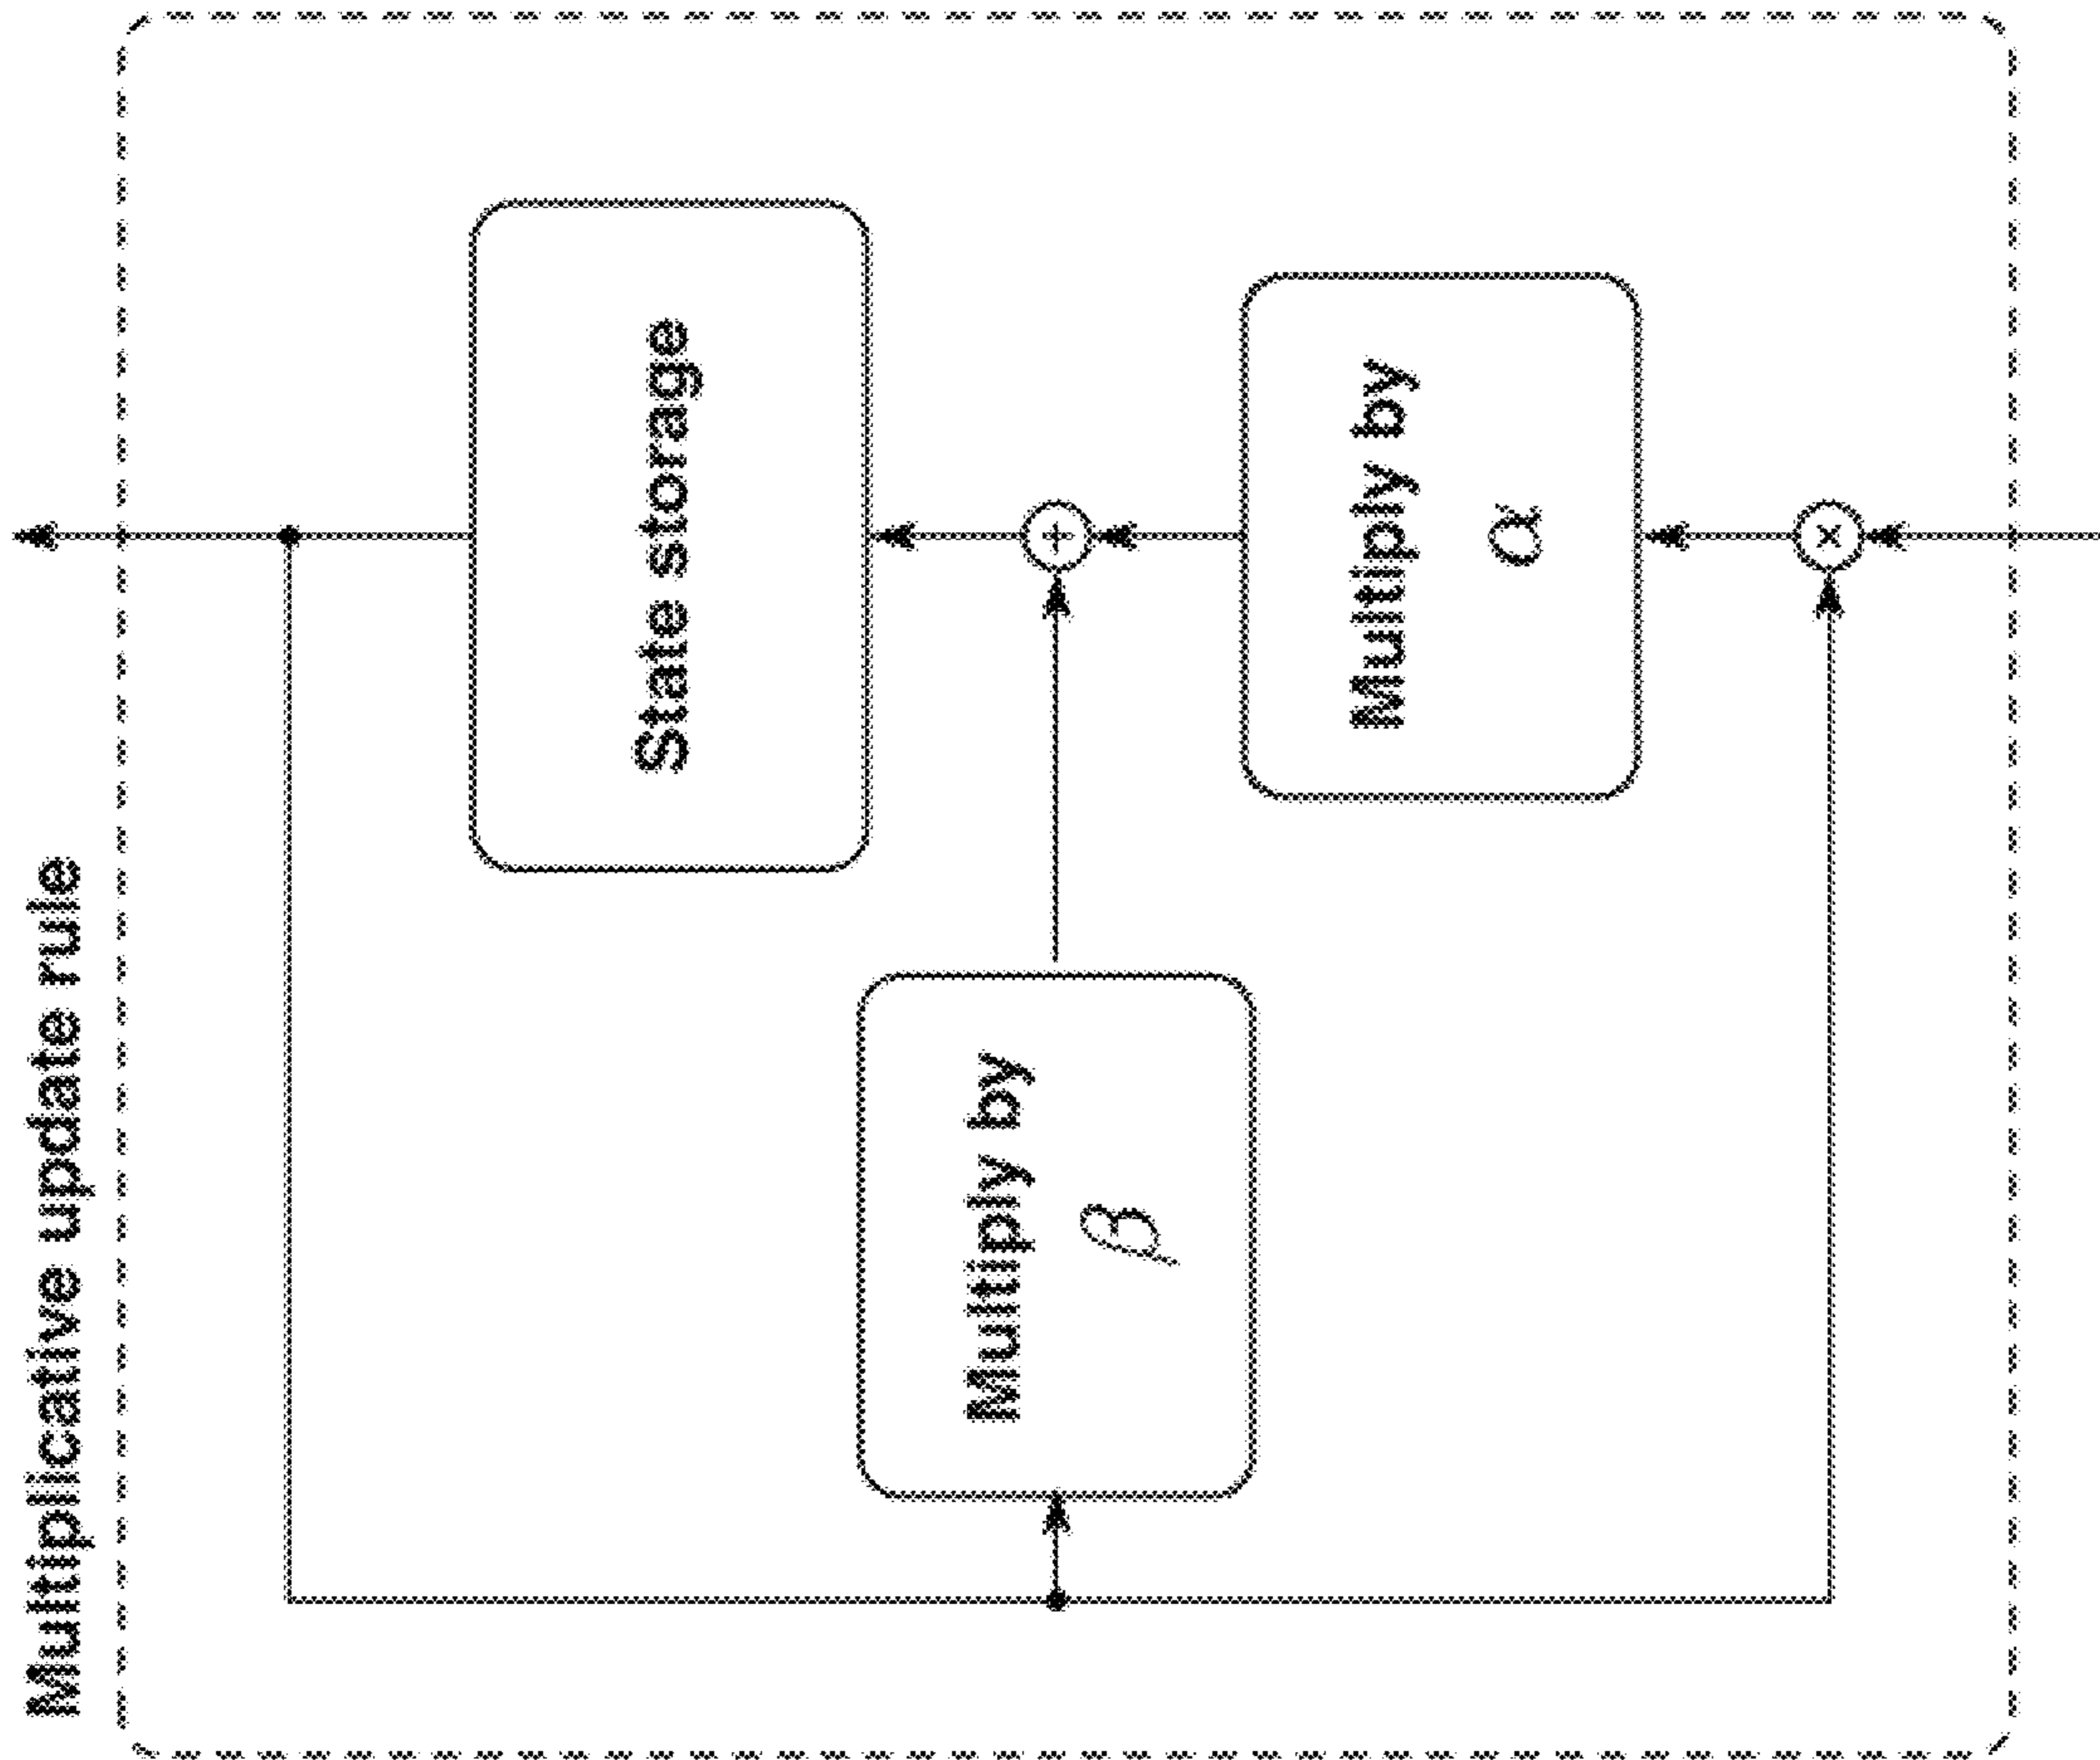 Multiplicative update rule
State storage
Multiply by
β
+
Multiply by
α
×